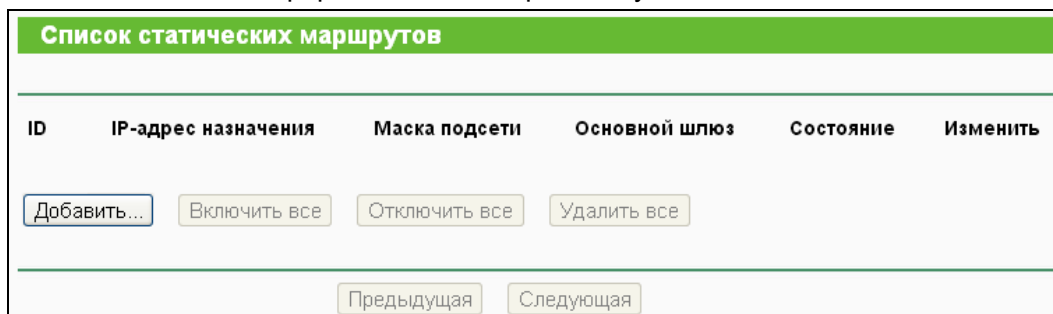 Список статических маршрутов
ID IP-адрес назначения Маска подсети Основной шлюз Состояние Изменить
Добавить... Включить все Отключить все Удалить все
Предыдущая Следующая